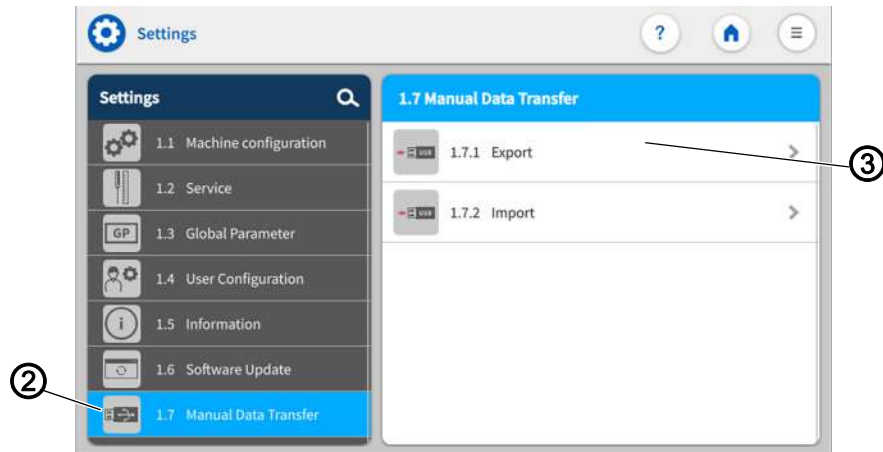 Settings
?
Settings
1.7 Manual Data Transfer
1.1 Machine configuration
USB
1.7.1 Export
③
1.2 Service
USB
1.7.2 Import
GP
1.3 Global Parameter
1.4 User Configuration
i
1.5 Information
1.6 Software Update
②
1.7 Manual Data Transfer